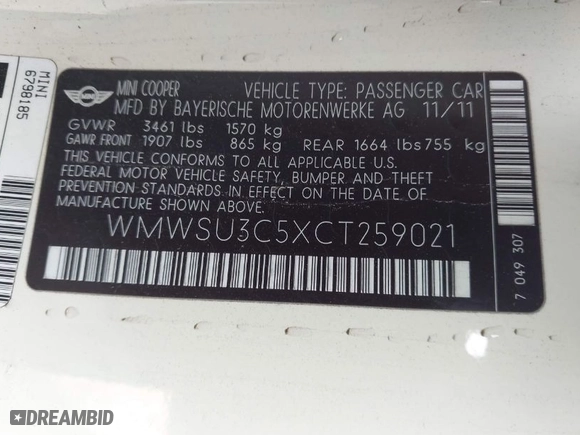 MINI
6798185
MINI COOPER
VEHICLE TYPE: PASSENGER CAR
MFD BY BAYERISCHE MOTORENWERKE AG 11/11
GVWR 3461 lbs 1570 kg
GAWR FRONT 1907 lbs 865 kg REAR 1664 lbs 755 kg
THIS VEHICLE CONFORMS TO ALL APPLICABLE U.S.
FEDERAL MOTOR VEHICLE SAFETY, BUMPER AND THEFT
PREVENTION STANDARDS IN EFFECT ON THE DATE OF
MANUFACTURE SHOWN ABOVE.
WMWSU3C5XCT259021
7 049 307
DREAMBID